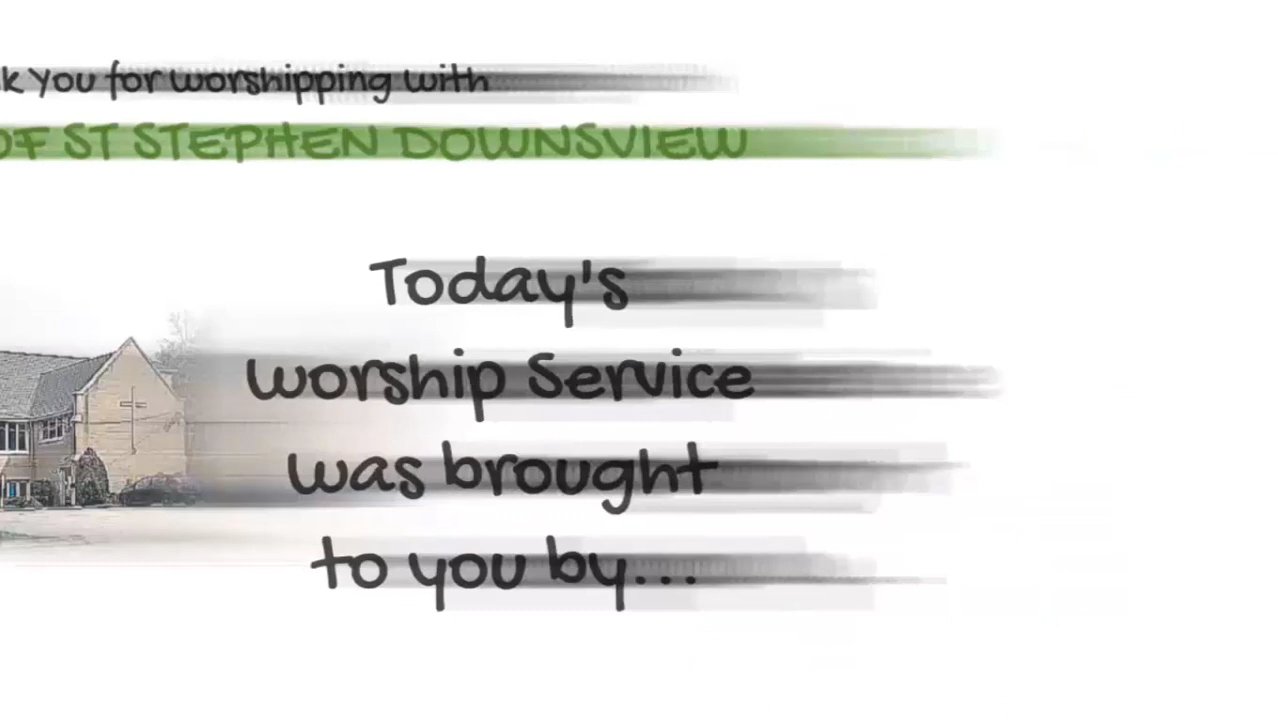 k you for worshipping with
OF ST STEPHEN DOWNSVIEW
Today's
worship Service
was brought
to you by...